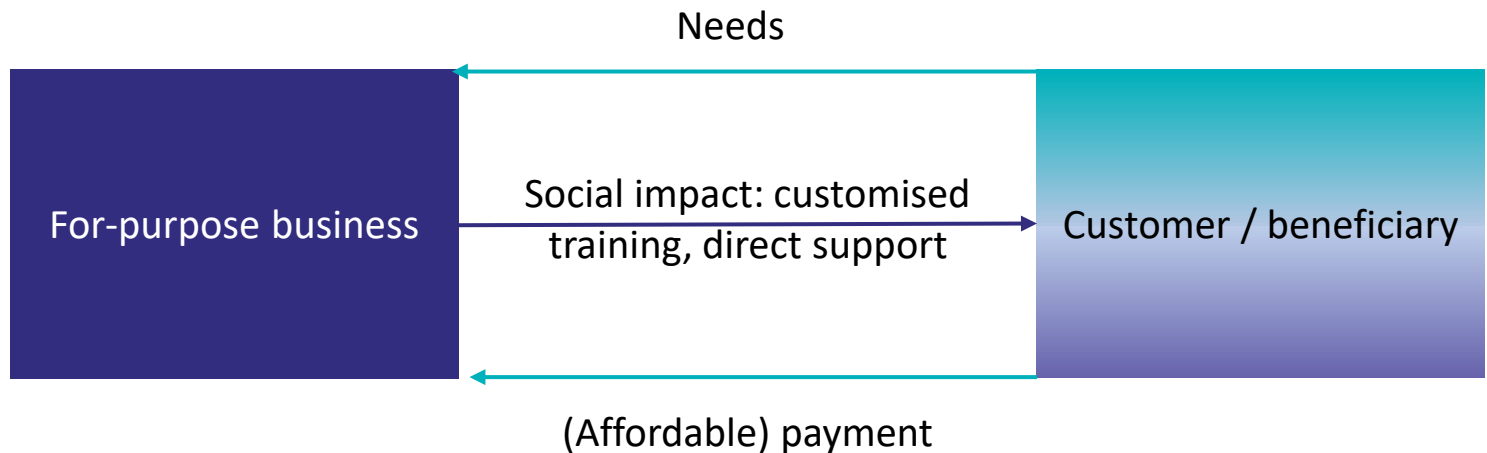 Needs
For-purpose business
Social impact: customised
training, direct support
Customer / beneficiary
(Affordable) payment